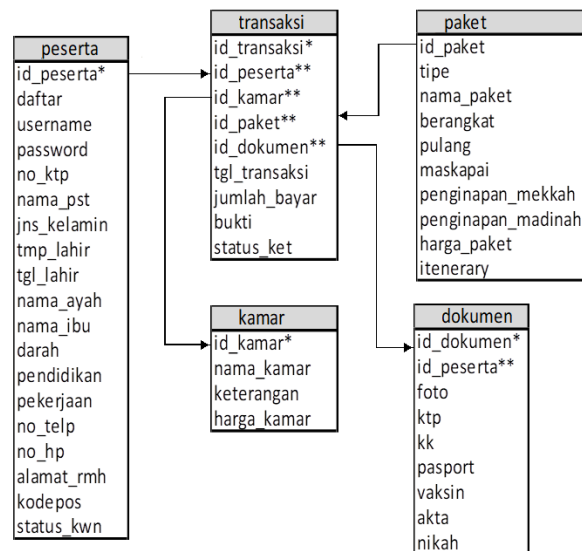 peserta
id_peserta*
daftar
username
password
no_ktp
nama_pst
jns_kelamin
tmp_lahir
tgl_lahir
nama_ayah
nama_ibu
darah
pendidikan
pekerjaan
no_telp
no_hp
alamat_rmh
kodepos
status_kwn
transaksi
id_transaksi*
id_peserta**
id_kamar**
id_paket**
id_dokumen**
tgl_transaksi
jumlah_bayar
bukti
status_ket
kamar
id_kamar*
nama_kamar
keterangan
harga_kamar
paket
id_paket
tipe
nama_paket
berangkat
pulang
maskapai
penginapan_mekkah
penginapan_madinah
harga_paket
itenerary
dokumen
id_dokumen*
id_peserta**
foto
ktp
kk
pasport
vaksin
akta
nikah